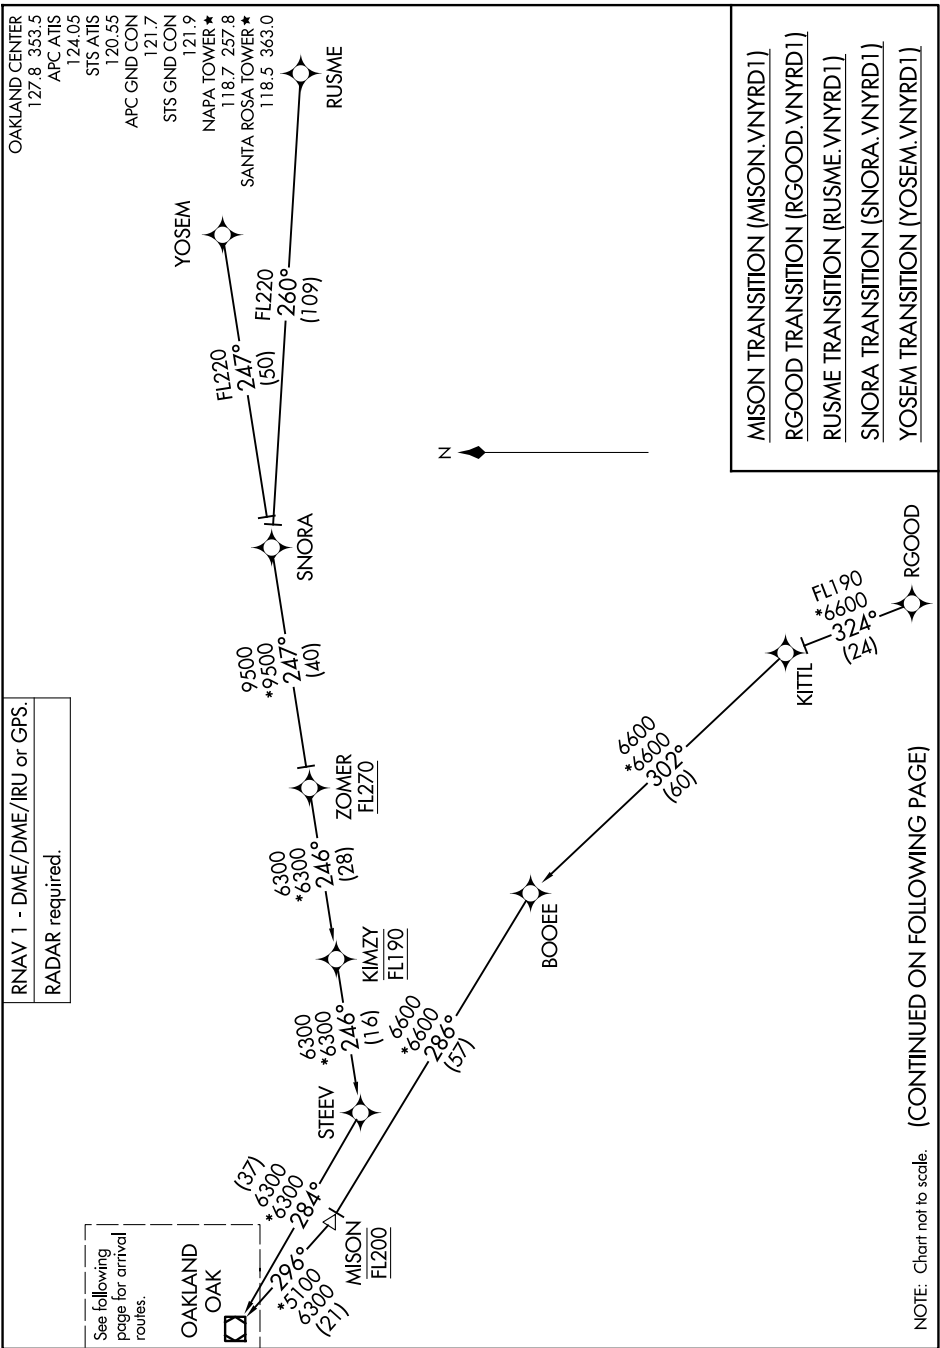 RNAV 1 - DME/DME/IRU or GPS.
RADAR required.
OAKLAND CENTER
127.8 353.5
APC ATIS
124.05
STS ATIS
120.55
APC GND CON
121.7
STS GND CON
121.9
NAPA TOWER★
118.7 257.8
SANTA ROSA TOWER★
118.5 363.0
See following
page for arrival
routes.
OAKLAND
OAK
(37)
6300
*6300
284°
296°
*5100
6300
(21)
MISON
FL200
STEEV
6300
*6300
246°
(16)
KIMZY
FL190
6300
*6300
246°
(28)
ZOMER
FL270
9500
*9500
247°
(40)
SNORA
FL220
247°
(50)
YOSEM
FL220
260°
(109)
RUSME
N
6600
*6600
286°
(57)
BOOEE
6600
*6600
302°
(60)
KITTL
FL190
*6600
324°
(24)
RGOOD
MISON TRANSITION (MISON.VNYRD1)
RGOOD TRANSITION (RGOOD.VNYRD1)
RUSME TRANSITION (RUSME.VNYRD1)
SNORA TRANSITION (SNORA.VNYRD1)
YOSEM TRANSITION (YOSEM.VNYRD1)
NOTE: Chart not to scale.
(CONTINUED ON FOLLOWING PAGE)